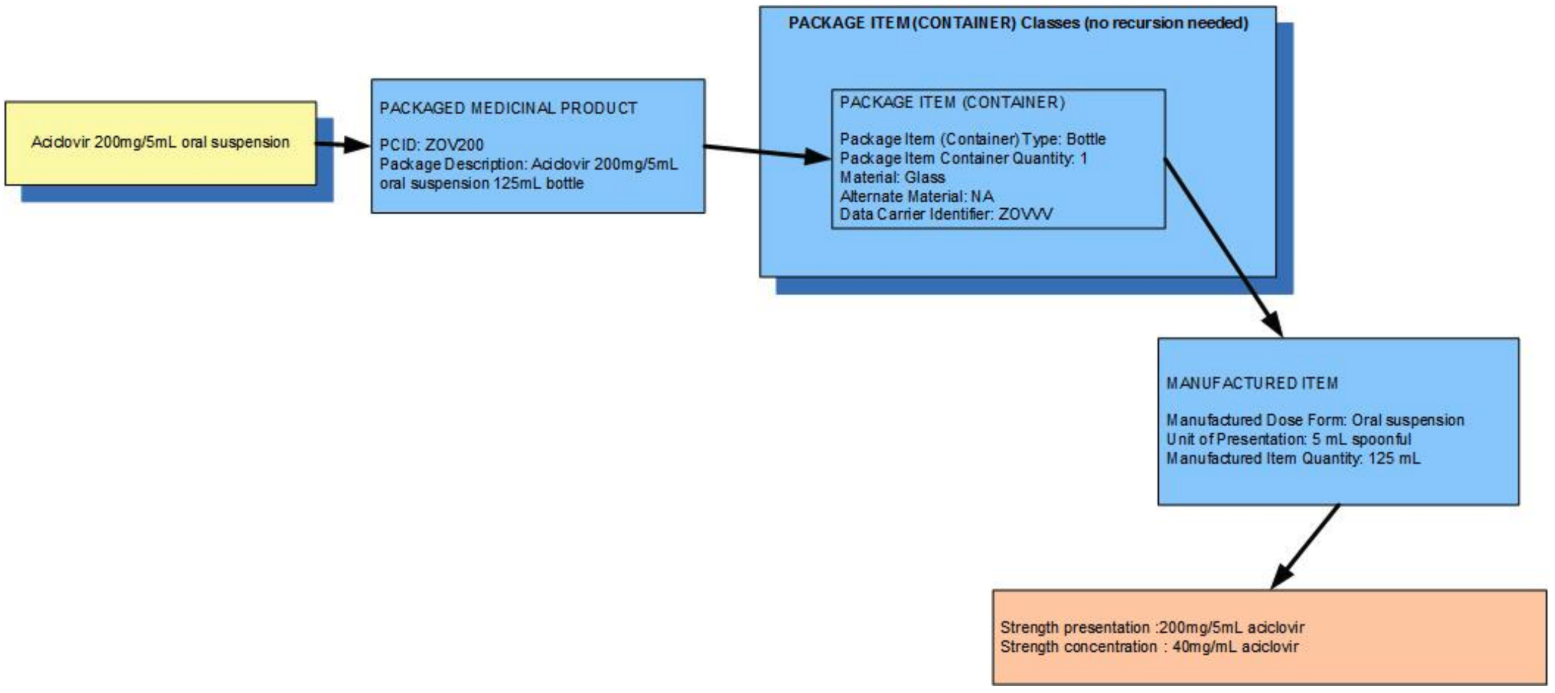 PACKAGE ITEM(CONTAINER) Classes (no recursion needed)
Aciclovir 200mg/5mL oral suspension
PACKAGED MEDICINAL PRODUCT
PCID: ZOV200
Package Description: Aciclovir 200mg/5mL
oral suspension 125mL bottle
PACKAGE ITEM (CONTAINER)
Package Item (Container) Type: Bottle
Package Item Container Quantity: 1
Material: Glass
Alternate Material: NA
Data Carrier Identifier: ZOVVV
MANUFACTURED ITEM
Manufactured Dose Form: Oral suspension
Unit of Presentation: 5 mL spoonful
Manufactured Item Quantity: 125 mL
Strength presentation :200mg/5mL aciclovir
Strength concentration : 40mg/mL aciclovir